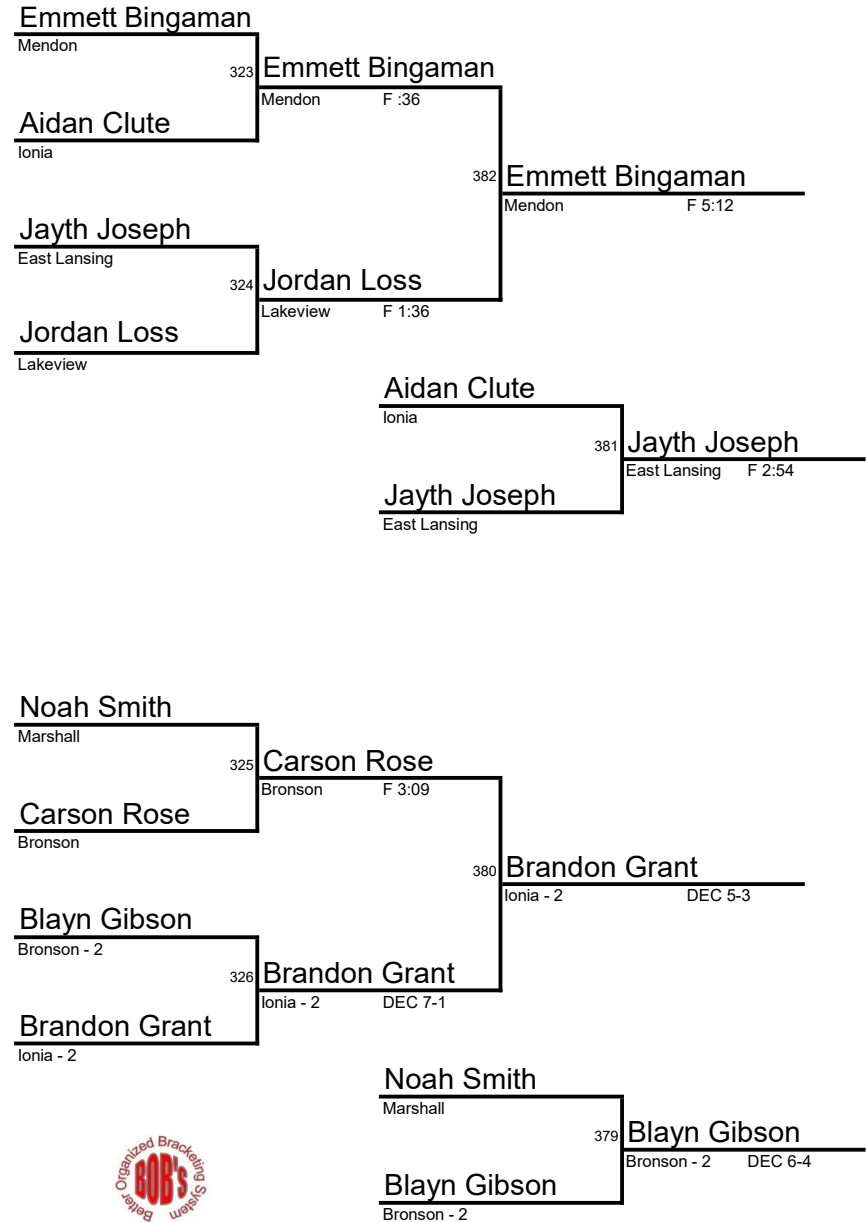 Emmett Bingaman
Mendon
323 Emmett Bingaman
Mendon F :36
Aidan Clute
Ionia
382 Emmett Bingaman
Mendon F 5:12
Jayth Joseph
East Lansing
324 Jordan Loss
Lakeview F 1:36
Jordan Loss
Lakeview
Aidan Clute
Ionia
381 Jayth Joseph
East Lansing F 2:54
Jayth Joseph
East Lansing
Noah Smith
Marshall
325 Carson Rose
Bronson F 3:09
Carson Rose
Bronson
380 Brandon Grant
Ionia - 2 DEC 5-3
Blayn Gibson
Bronson - 2
326 Brandon Grant
Ionia - 2 DEC 7-1
Brandon Grant
Ionia - 2
Noah Smith
Marshall
379 Blayn Gibson
Bronson - 2 DEC 6-4
Blayn Gibson
Bronson - 2
Better Organized Bracketing System
BOB'S